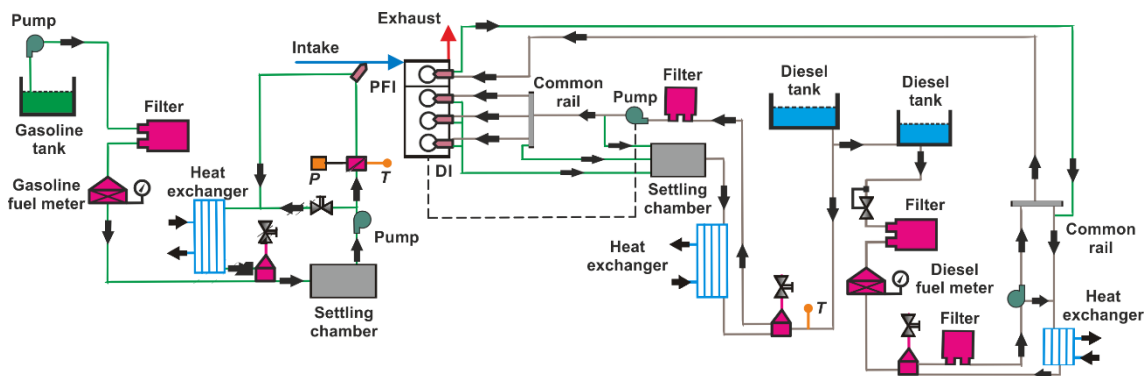 Pump
Gasoline
tank
Filter
Gasoline
fuel meter
Heat
exchanger
Intake
Exhaust
PFI
P
T
Pump
Settling
chamber
DI
Common
rail
Pump
Filter
Settling
chamber
Heat
exchanger
Diesel
tank
Diesel
tank
T
Filter
Diesel
fuel meter
Filter
Common
rail
Heat
exchanger